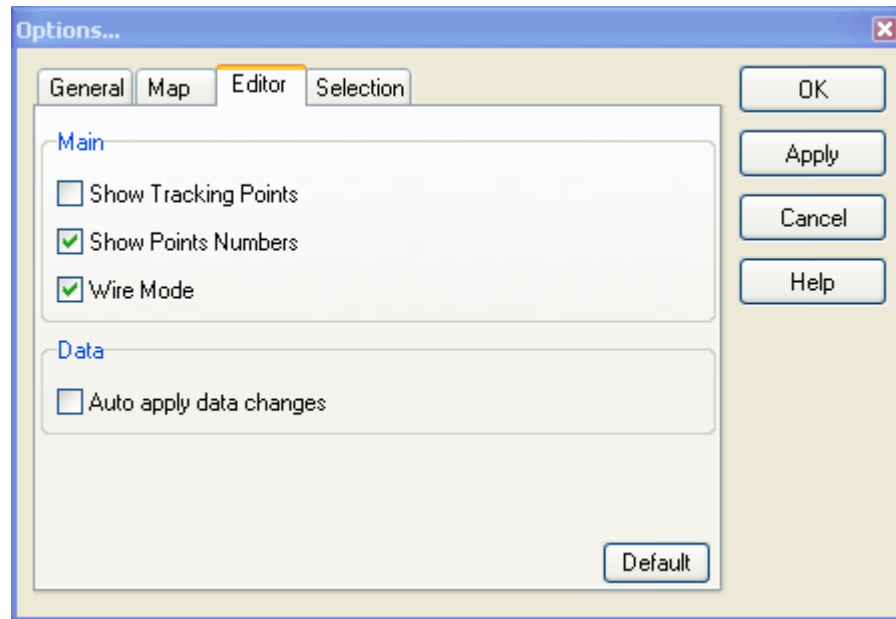 Options...
General Map Editor Selection
Main
Show Tracking Points
Show Points Numbers
Wire Mode
Data
Auto apply data changes
Default
OK
Apply
Cancel
Help